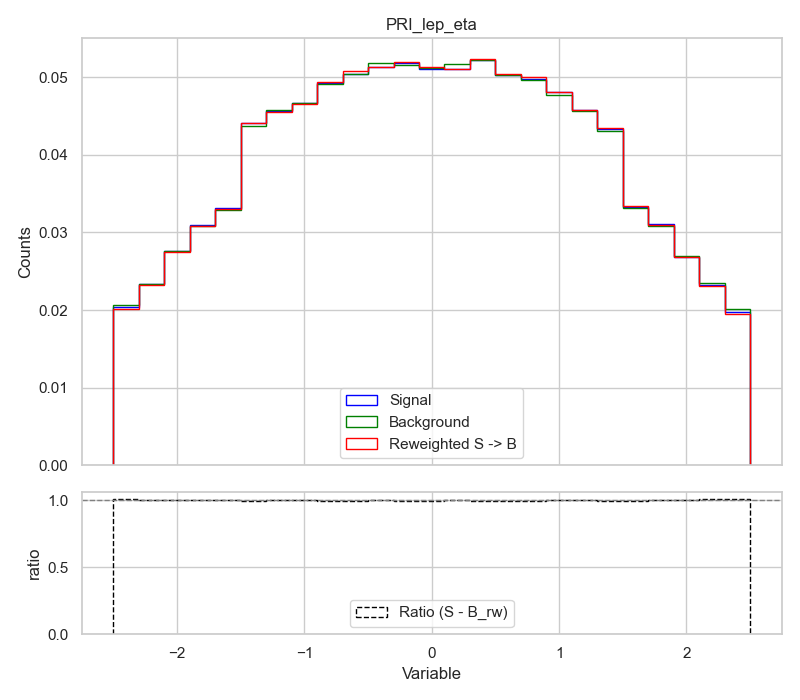 PRI_lep_eta
0.05
0.04
0.03
0.02
0.01
0.00
Counts
Signal
Background
Reweighted S -> B
1.0
0.5
0.0
ratio
Ratio (S - B_rw)
−2 −1 0 1 2
Variable